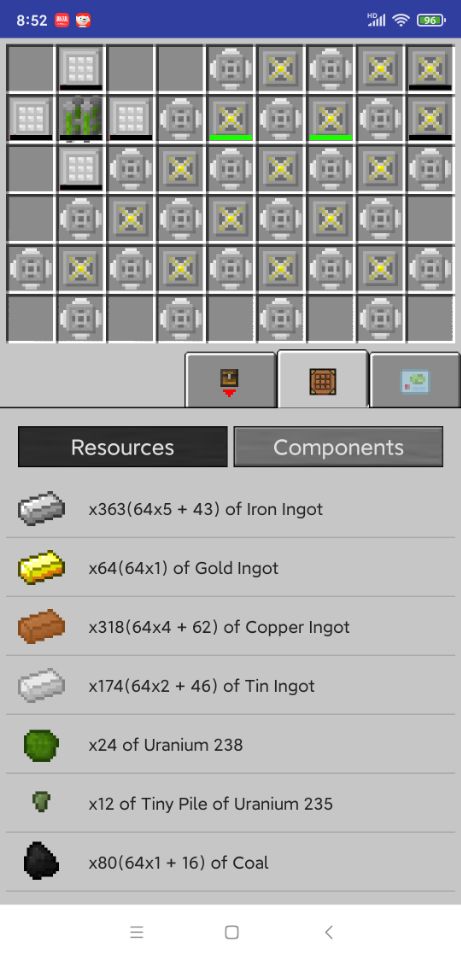 8:52
HD
96
Resources
Components
x363(64x5 + 43) of Iron Ingot
x64(64x1) of Gold Ingot
x318(64x4 + 62) of Copper Ingot
x174(64x2 + 46) of Tin Ingot
x24 of Uranium 238
x12 of Tiny Pile of Uranium 235
x80(64x1 + 16) of Coal